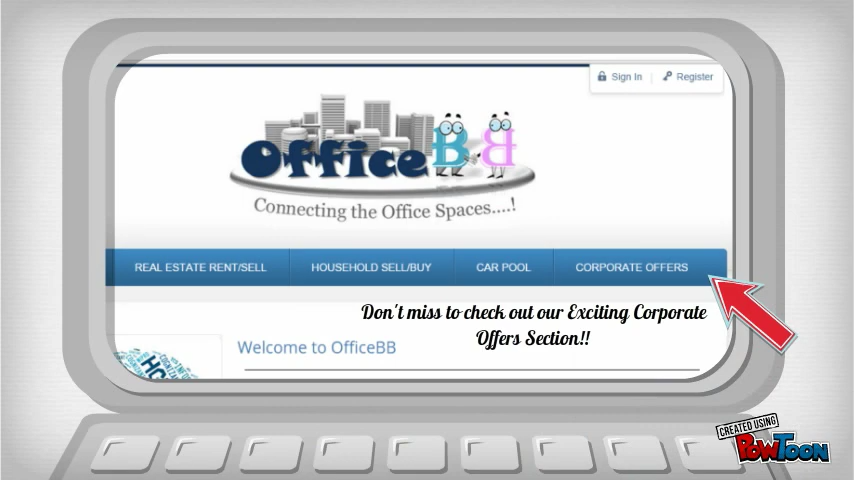 Sign In | Register
OfficeBB
Connecting the Office Spaces....!
REAL ESTATE RENT/SELL HOUSEHOLD SELL/BUY CAR POOL CORPORATE OFFERS
Don't miss to check out our Exciting Corporate
Offers Section!!
Welcome to OfficeBB
CREATED USING
POWTOON